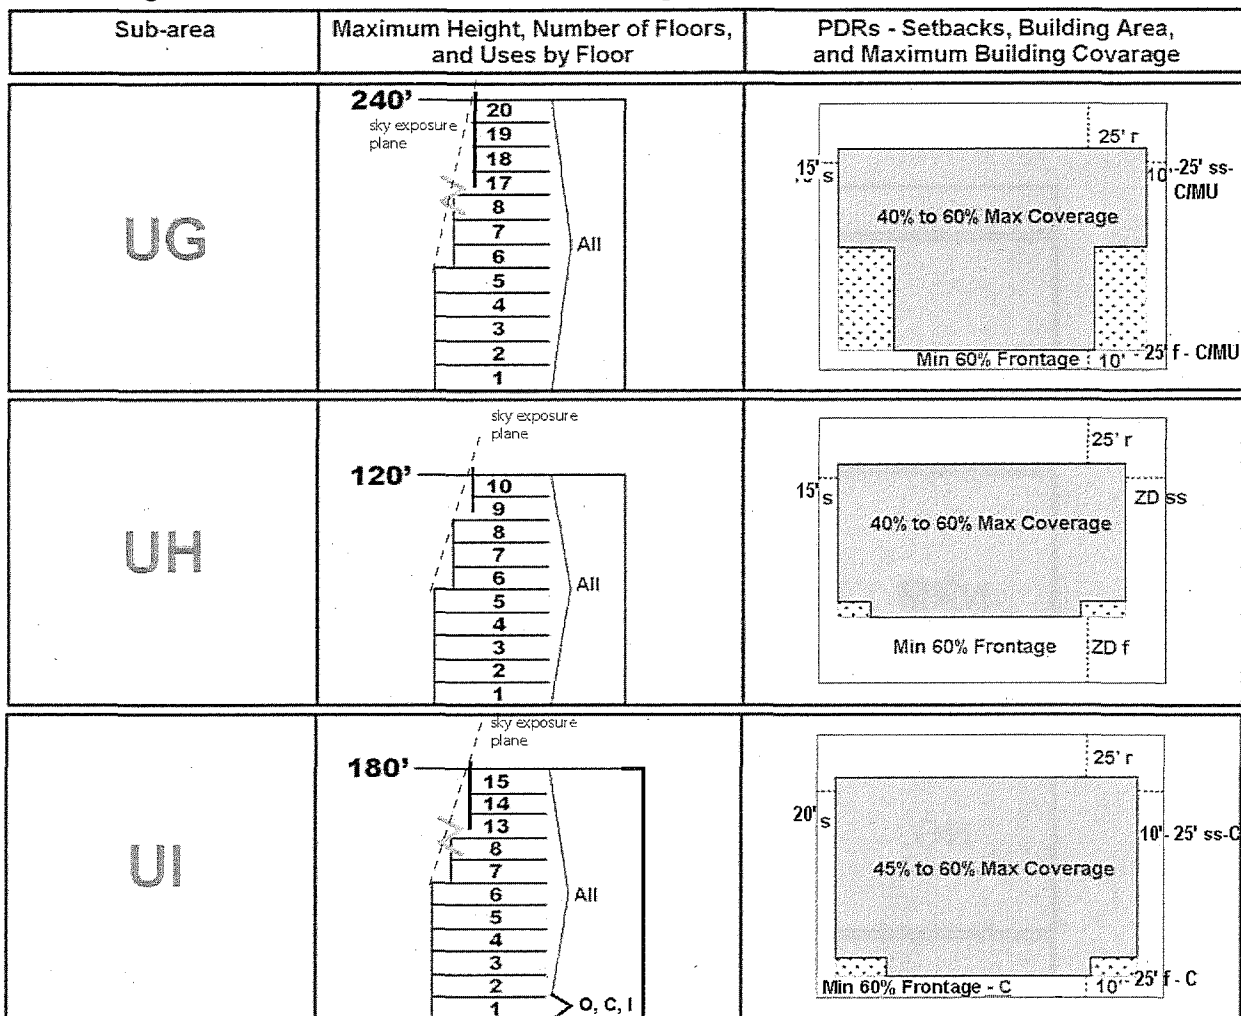 Sub-area
Maximum Height, Number of Floors,
and Uses by Floor
PDRs - Setbacks, Building Area,
and Maximum Building Covarage
UG
240'
sky exposure
plane
20
19
18
17
8
7
6
5
4
3
2
1
All
25' r
15' s
10'-25' ss-
C/MU
40% to 60% Max Coverage
Min 60% Frontage
10' - 25' f - C/MU
UH
sky exposure
plane
120'
10
9
8
7
6
5
4
3
2
1
All
25' r
15' s
ZD ss
40% to 60% Max Coverage
Min 60% Frontage
ZD f
UI
sky exposure
plane
180'
15
14
13
8
7
6
5
4
3
2
1
All
O, C, I
25' r
20' s
10'- 25' ss-C
45% to 60% Max Coverage
Min 60% Frontage - C
10'- 25' f - C